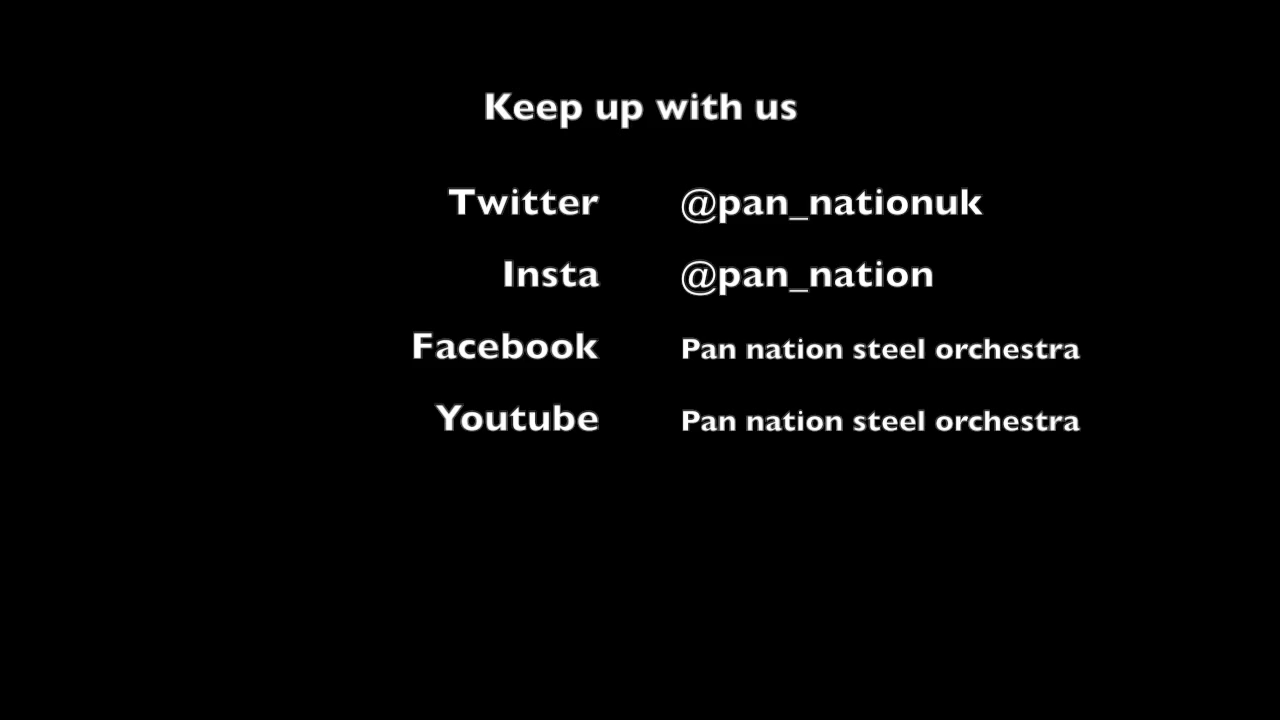 Keep up with us
Twitter @pan_nationuk
Insta @pan_nation
Facebook Pan nation steel orchestra
Youtube Pan nation steel orchestra